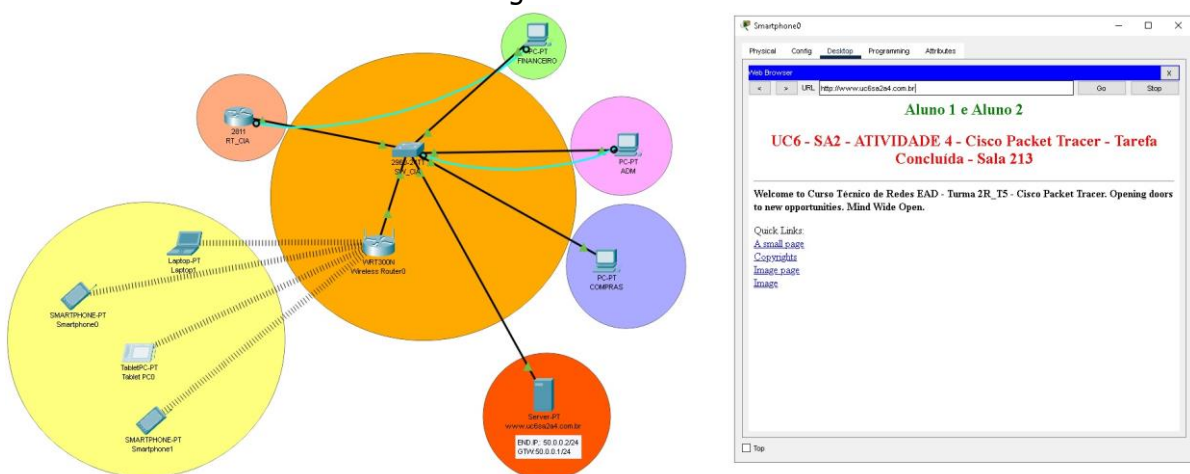 PC-PT
FINANCEIRO
2811
RT_CIA
SW_CIA
PC-PT
ADM
Laptop-PT
Laptop1
WRT300N
Wireless Router0
PC-PT
COMPRAS
SMARTPHONE-PT
Smartphone0
TabletPC-PT
Tablet PC0
SMARTPHONE-PT
Smartphone1
Server-PT
www.uc6sa2a4.com.br
END.IP.: 50.0.0.2/24
GTW:50.0.0.1/24
Smartphone0
Physical Config Desktop Programming Attributes
Web Browser X
< > URL http://www.uc6sa2a4.com.br Go Stop
Aluno 1 e Aluno 2
UC6 - SA2 - ATIVIDADE 4 - Cisco Packet Tracer - Tarefa
Concluída - Sala 213
Welcome to Curso Técnico de Redes EAD - Turma 2R_T5 - Cisco Packet Tracer. Opening doors
to new opportunities. Mind Wide Open.
Quick Links:
A small page
Copyrights
Image page
Image
Top